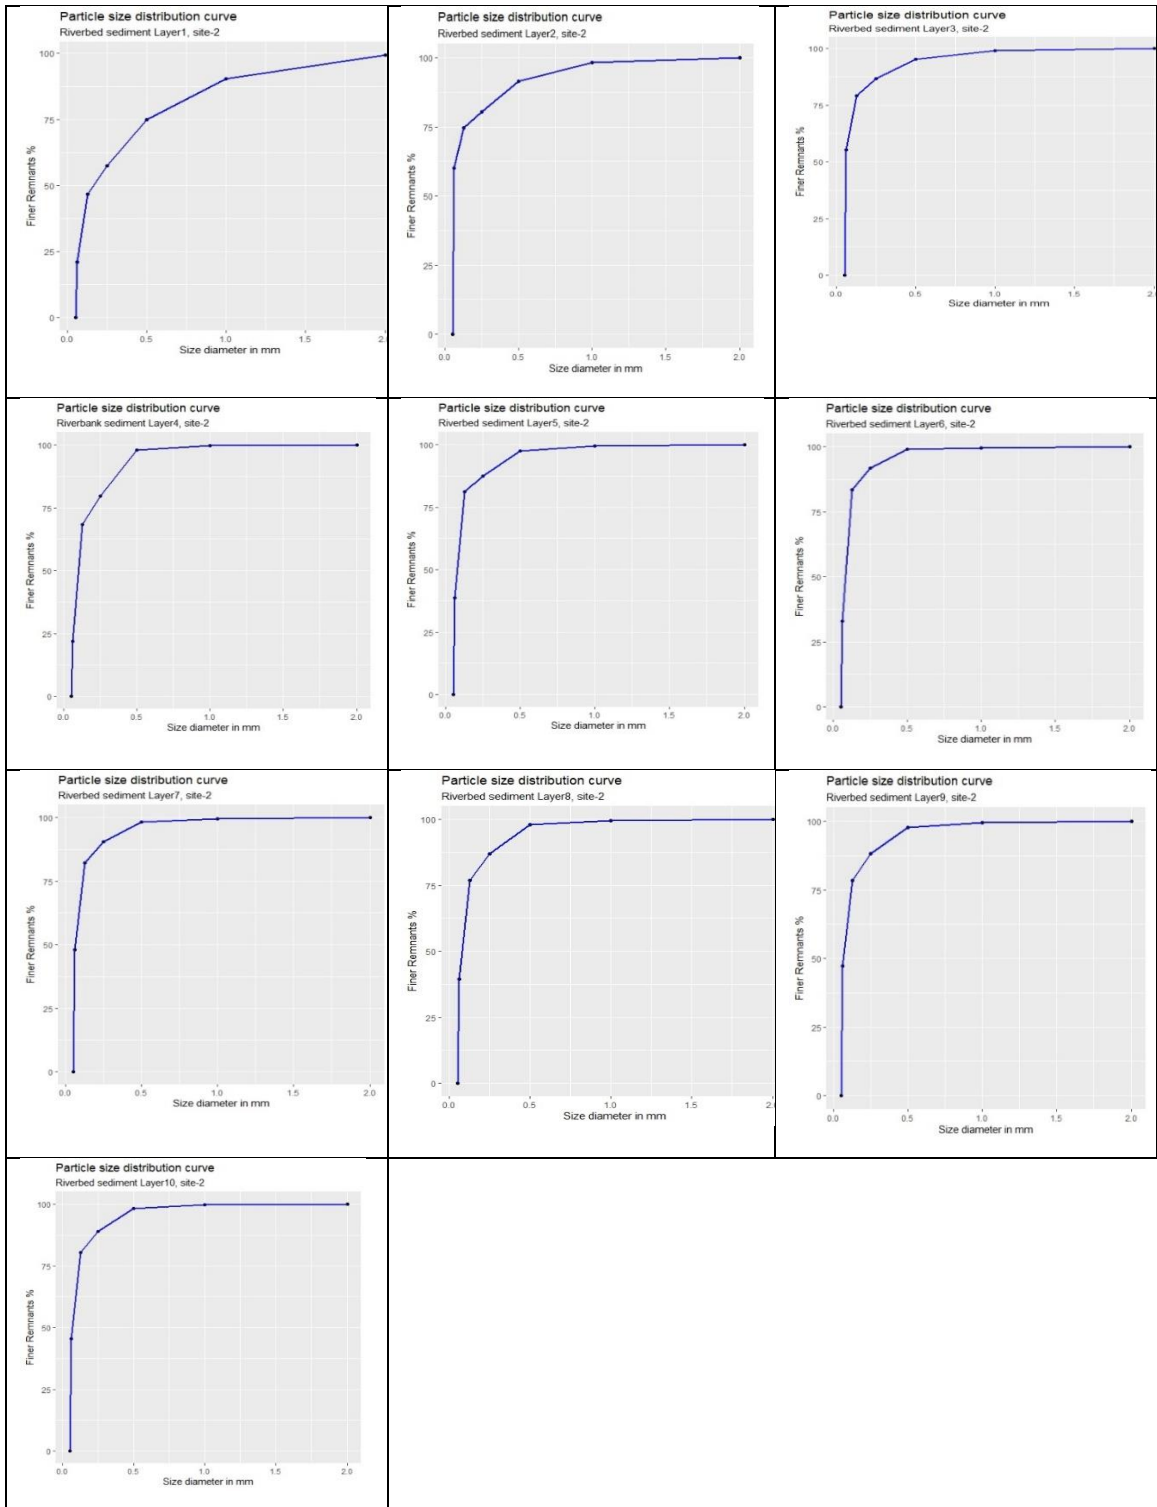 Particle size distribution curve
Riverbed sediment Layer1, site-2
100
75
50
25
0
Finer Remnants %
0.0 0.5 1.0 1.5 2.
Size diameter in mm
Particle size distribution curve
Riverbed sediment Layer2, site-2
100
75
50
25
0
Finer Remnants %
0.0 0.5 1.0 1.5 2.0
Size diameter in mm
Particle size distribution curve
Riverbed sediment Layer3, site-2
100
75
50
25
0
Finer Remnants %
0.0 0.5 1.0 1.5 2.
Size diameter in mm
Particle size distribution curve
Riverbank sediment Layer4, site-2
100
75
50
25
0
Finer Remnants %
0.0 0.5 1.0 1.5 2.0
Size diameter in mm
Particle size distribution curve
Riverbed sediment Layer5, site-2
100
75
50
25
0
Finer Remnants %
0.0 0.5 1.0 1.5 2.0
Size diameter in mm
Particle size distribution curve
Riverbed sediment Layer6, site-2
100
75
50
25
0
Finer Remnants %
0.0 0.5 1.0 1.5 2.0
Size diameter in mm
Particle size distribution curve
Riverbed sediment Layer7, site-2
100
75
50
25
0
Finer Remnants %
0.0 0.5 1.0 1.5 2.0
Size diameter in mm
Particle size distribution curve
Riverbed sediment Layer8, site-2
100
75
50
25
0
Finer Remnants %
0.0 0.5 1.0 1.5 2.
Size diameter in mm
Particle size distribution curve
Riverbed sediment Layer9, site-2
100
75
50
25
0
Finer Remnants %
0.0 0.5 1.0 1.5 2.0
Size diameter in mm
Particle size distribution curve
Riverbed sediment Layer10, site-2
100
75
50
25
0
Finer Remnants %
0.0 0.5 1.0 1.5 2.0
Size diameter in mm